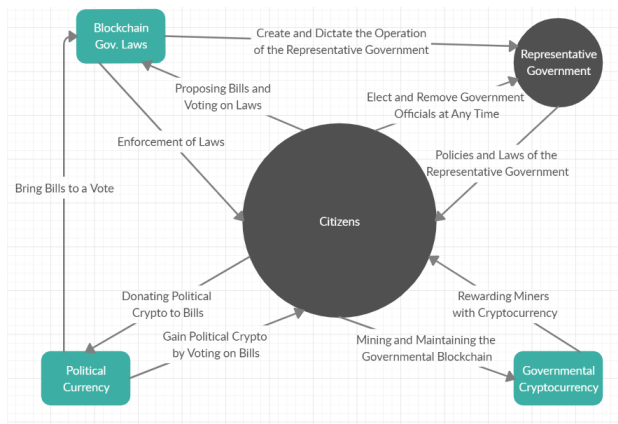 Blockchain
Gov. Laws
Create and Dictate the Operation
of the Representative Government
Representative
Government
Proposing Bills and
Voting on Laws
Elect and Remove Government
Officials at Any Time
Enforcement of Laws
Policies and Laws of the
Representative Government
Bring Bills to a Vote
Citizens
Donating Political
Crypto to Bills
Rewarding Miners
with Cryptocurrency
Gain Political Crypto
by Voting on Bills
Mining and Maintaining the
Governmental Blockchain
Political
Currency
Governmental
Cryptocurrency